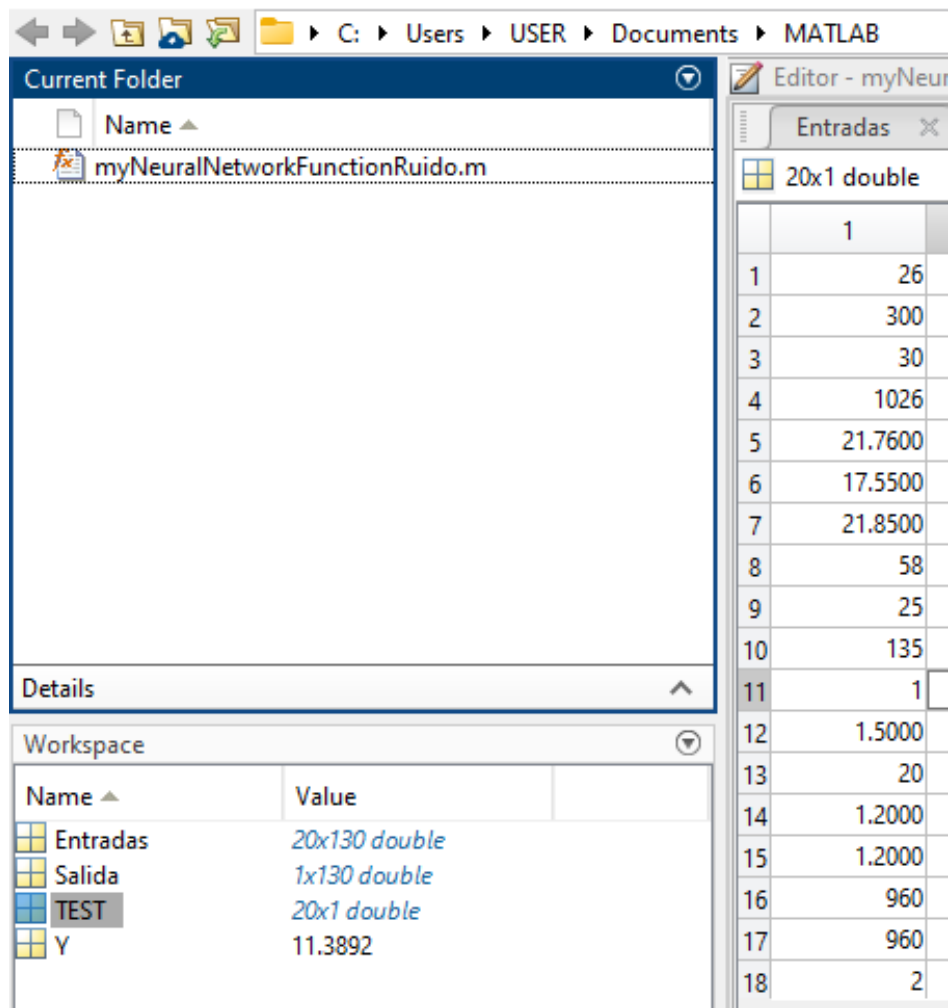 C: Users USER Documents MATLAB
Current Folder
Name
myNeuralNetworkFunctionRuido.m
Details
Workspace
Name Value
Entradas 20x130 double
Salida 1x130 double
TEST 20x1 double
Y 11.3892
Editor - myNeur
Entradas
20x1 double
1
1 26
2 300
3 30
4 1026
5 21.7600
6 17.5500
7 21.8500
8 58
9 25
10 135
11 1
12 1.5000
13 20
14 1.2000
15 1.2000
16 960
17 960
18 2